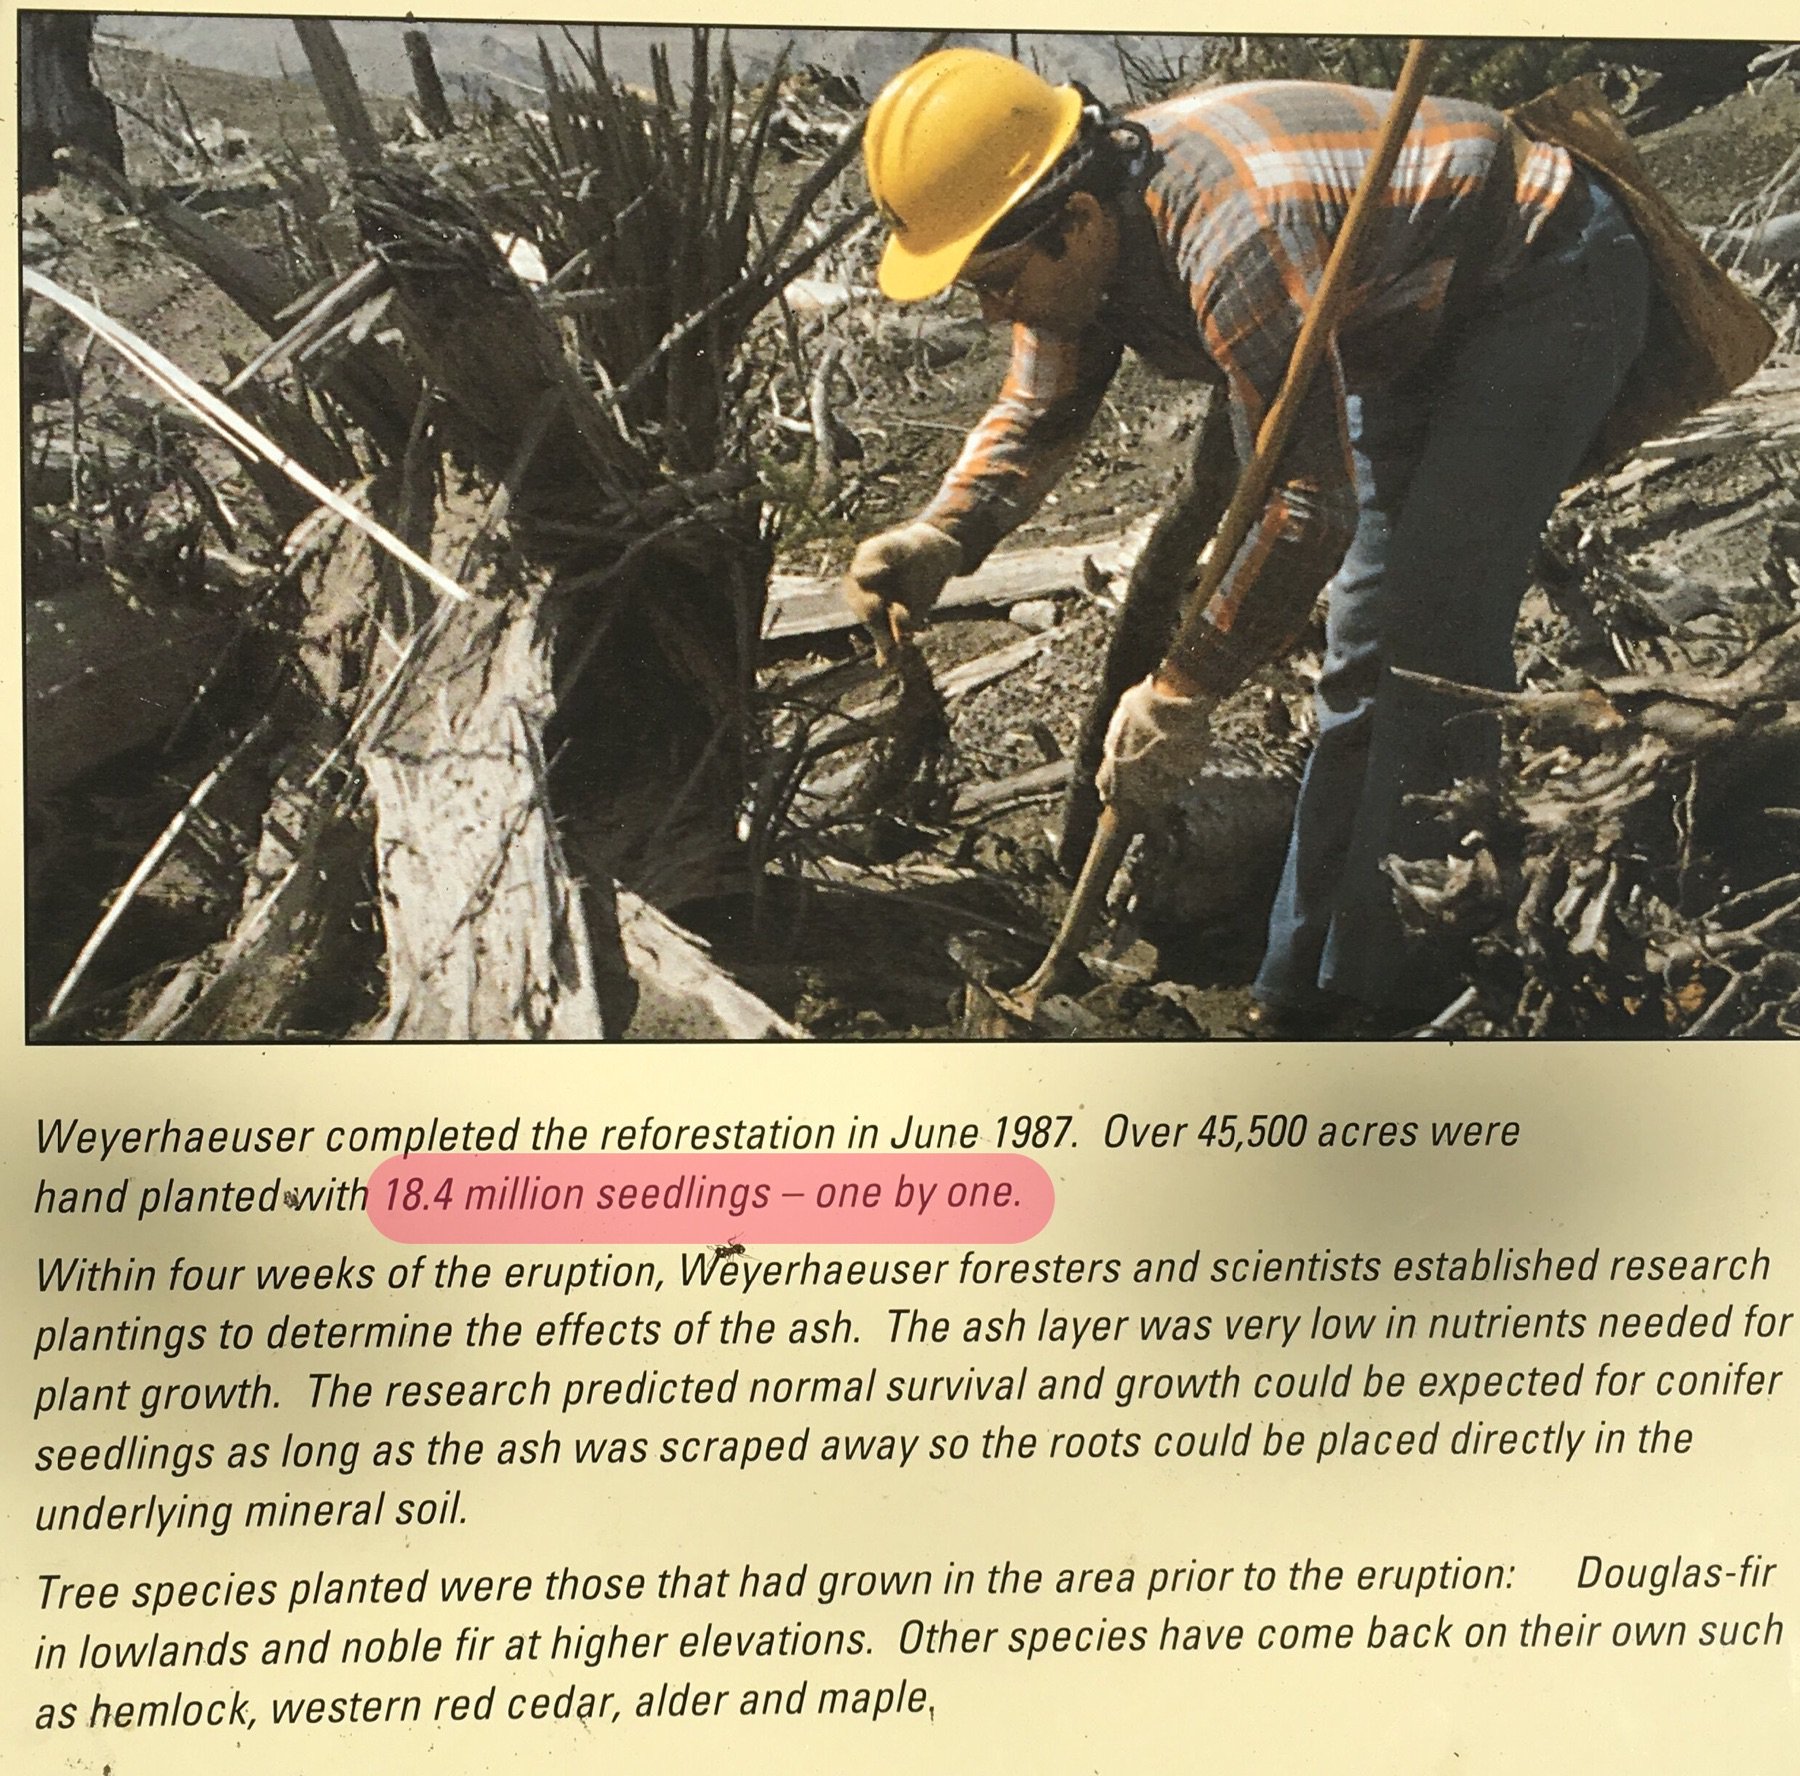 Weyerhaeuser completed the reforestation in June 1987. Over 45,500 acres were
hand planted with 18.4 million seedlings – one by one.
Within four weeks of the eruption, Weyerhaeuser foresters and scientists established research
plantings to determine the effects of the ash. The ash layer was very low in nutrients needed for
plant growth. The research predicted normal survival and growth could be expected for conifer
seedlings as long as the ash was scraped away so the roots could be placed directly in the
underlying mineral soil.
Tree species planted were those that had grown in the area prior to the eruption: Douglas-fir
in lowlands and noble fir at higher elevations. Other species have come back on their own such
as hemlock, western red cedar, alder and maple.